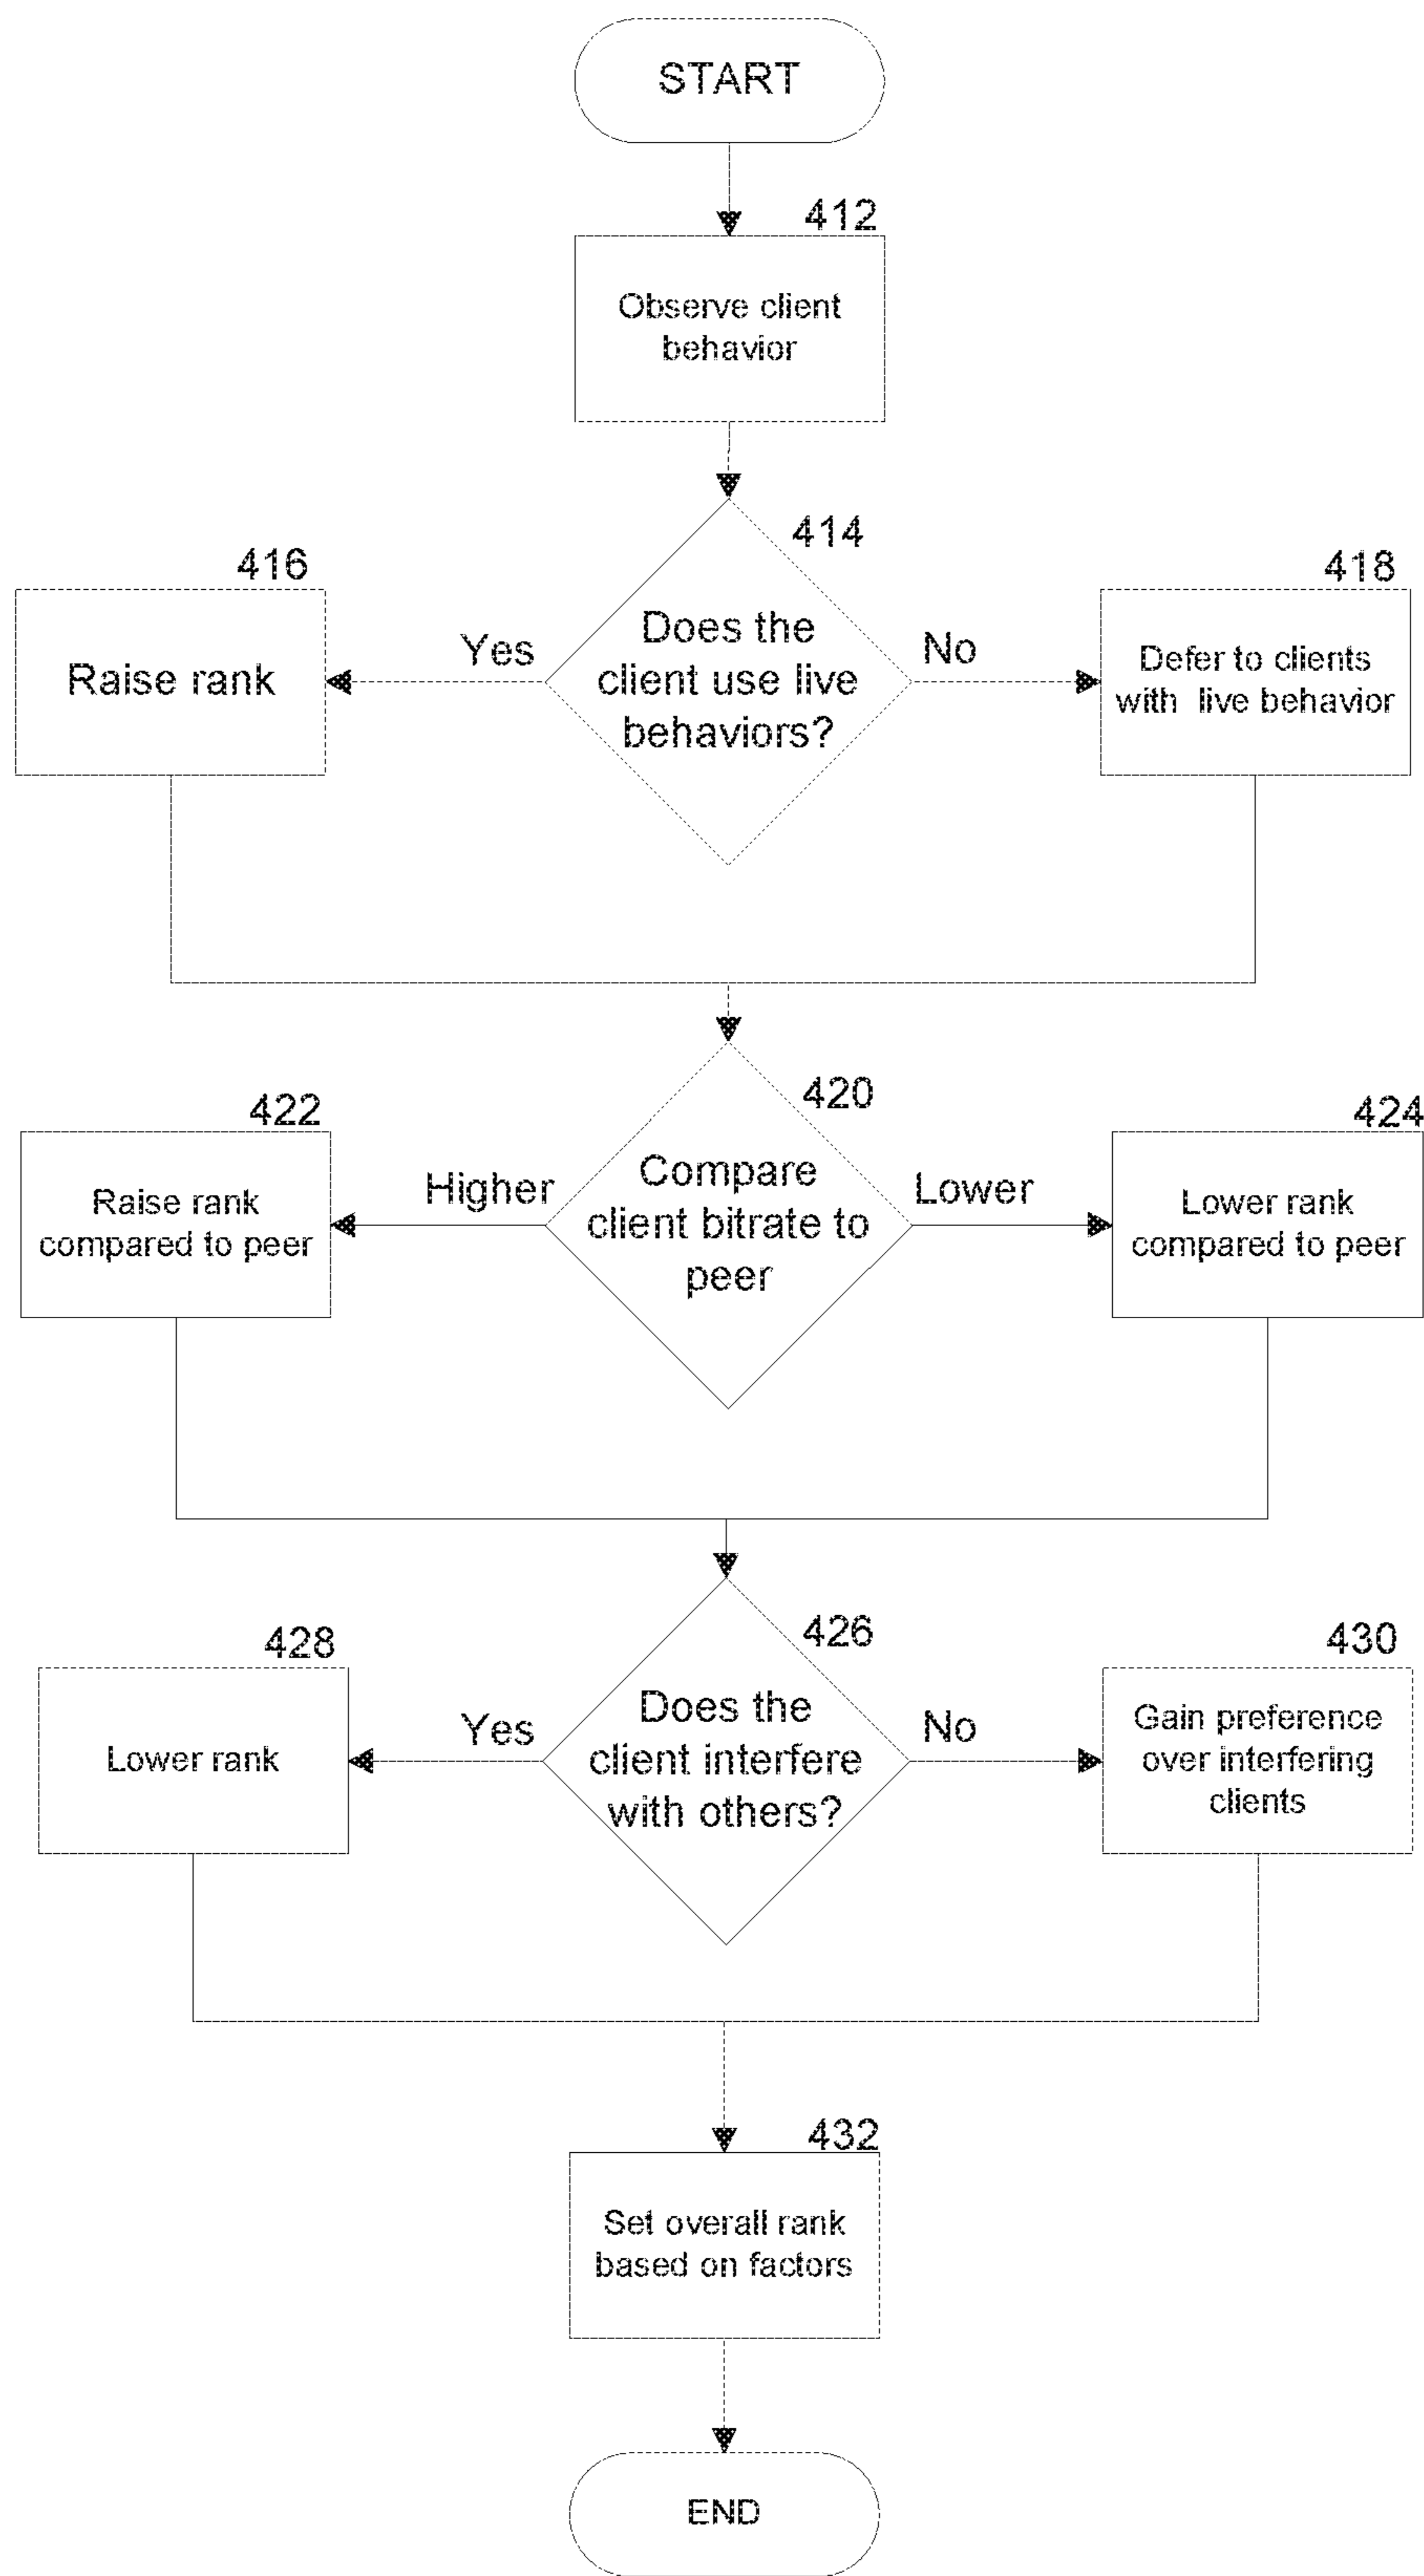 START
412
Observe client
behavior
414
416
418
Does the
client use live
behaviors?
Yes
No
Raise rank
Defer to clients
with live behavior
420
422
424
Compare
client bitrate to
peer
Higher
Lower
Raise rank
compared to peer
Lower rank
compared to peer
426
428
430
Does the
client interfere
with others?
Yes
No
Lower rank
Gain preference
over interfering
clients
432
Set overall rank
based on factors
END